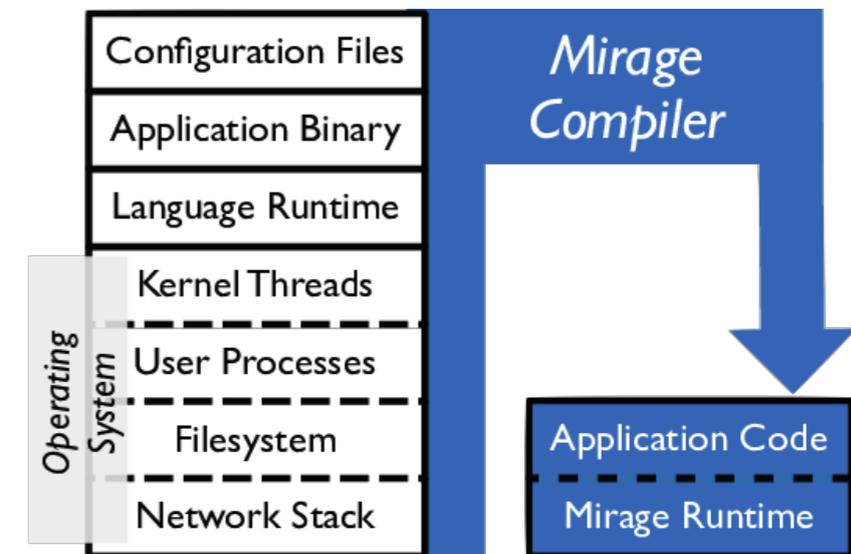 Configuration Files
Application Binary
Language Runtime
Kernel Threads
User Processes
Filesystem
Network Stack
Operating
System
Mirage
Compiler
Application Code
Mirage Runtime